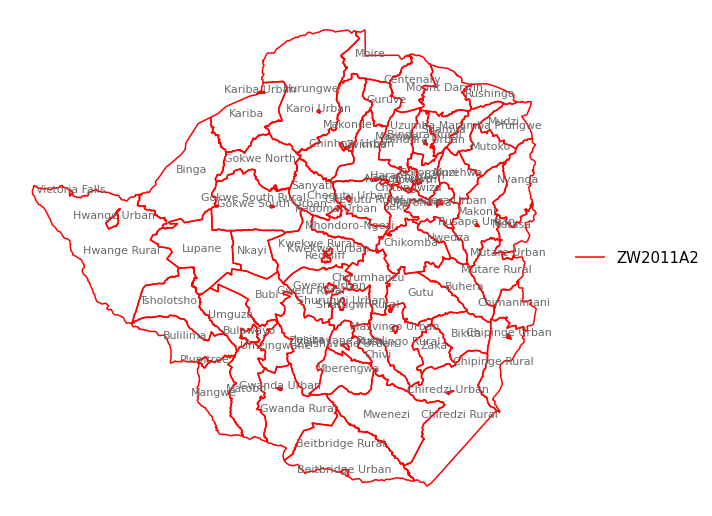 Mbire
Centenary
Kariba Urban
Hurungwe
Mount Darwin
Rushinga
Guruve
Karoi Urban
Kariba
Mudzi
Makonde
Uzumba Maramba Pfungwe
Shamva
Bindura Rural
Bindura Urban
Chinhoyi Urban
Zvimba
Mutoko
Gokwe North
Binga
Nyanga
Sanyati
Victoria Falls
Gokwe South Rural
Gokwe South Urban
Chegutu Urban
Chegutu Rural
Kadoma Urban
Chitungwiza
Seke
Makoni
Hwange Urban
Rusape Urban
Mutasa
Mhondoro-Ngezi
Hwedza
Chikomba
Kwekwe Rural
Kwekwe Urban
Redcliff
Lupane
Nkayi
Hwange Rural
Mutare Urban
Mutare Rural
ZW2011A2
Chirumhanzu
Gweru Urban
Gweru Rural
Buhera
Gutu
Bubi
Tsholotsho
Shurugwi Urban
Shurugwi Rural
Chimanimani
Umguza
Masvingo Urban
Masvingo Rural
Bulawayo
Bulilima
Umzingwane
Zvishavane Rural
Zvishavane Urban
Bikita
Chipinge Urban
Zaka
Chivi
Plumtree
Chipinge Rural
Mberengwa
Gwanda Urban
Matobo
Mangwe
Chiredzi Urban
Gwanda Rural
Mwenezi
Chiredzi Rural
Beitbridge Rural
Beitbridge Urban